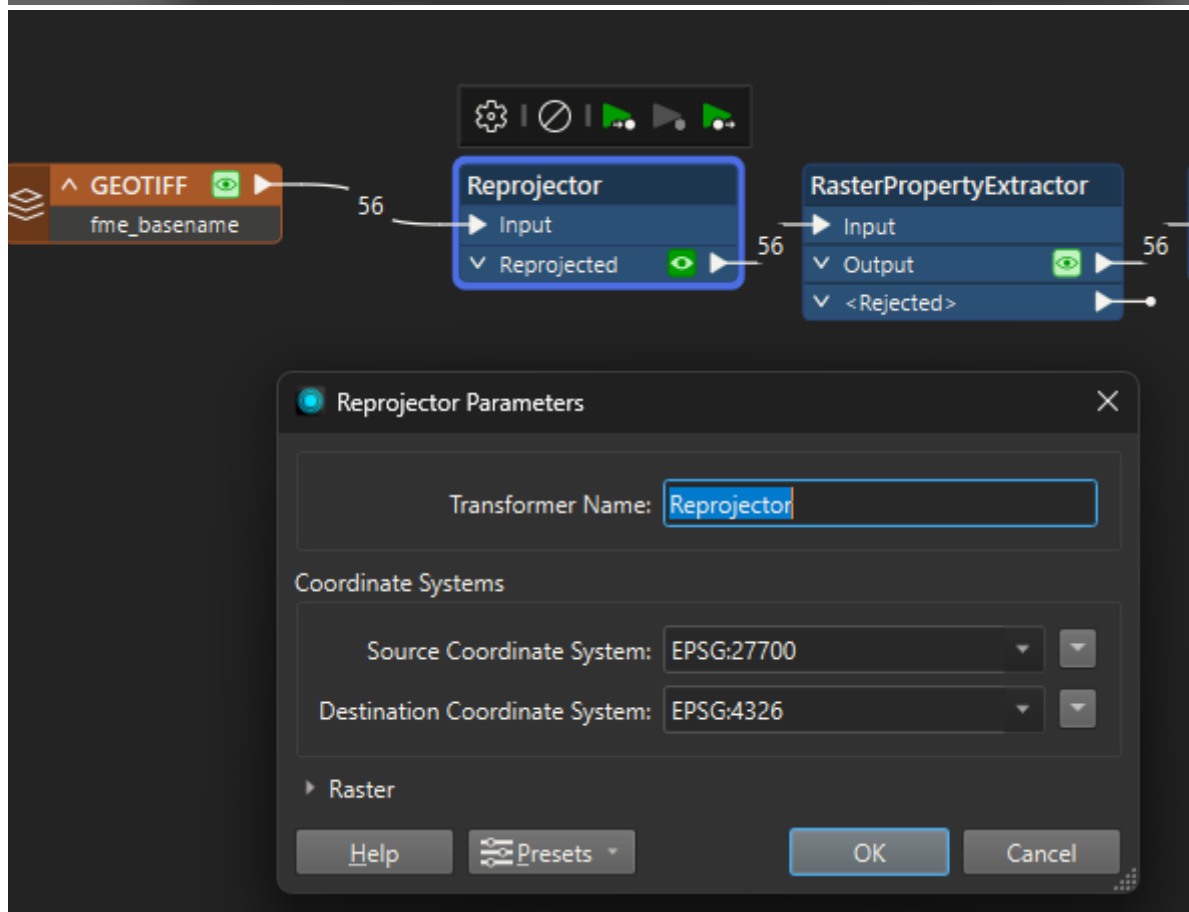 GEOTIFF
fme_basename
56
Reprojector
Input
Reprojected
56
RasterPropertyExtractor
Input
Output
<Rejected>
56
Reprojector Parameters
Transformer Name: Reprojector
Coordinate Systems
Source Coordinate System: EPSG:27700
Destination Coordinate System: EPSG:4326
Raster
Help Presets OK Cancel